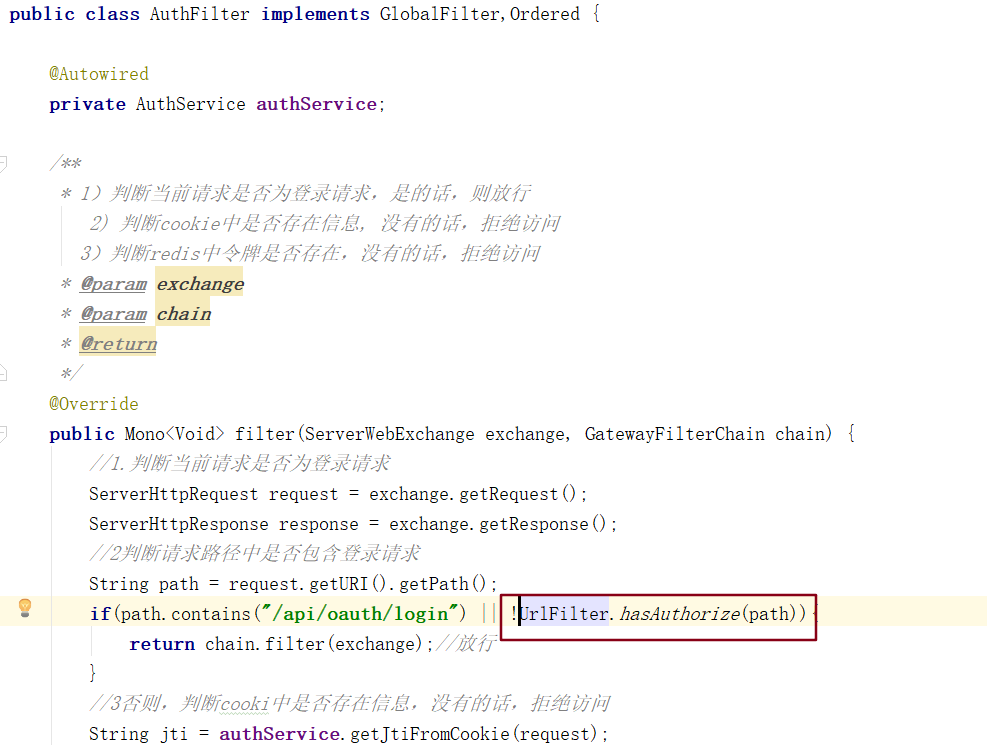 public class AuthFilter implements GlobalFilter,Ordered {
@Autowired
private AuthService authService;
/**
* 1）判断当前请求是否为登录请求，是的话，则放行
2) 判断cookie中是否存在信息, 没有的话，拒绝访问
3）判断redis中令牌是否存在，没有的话，拒绝访问
* @param exchange
* @param chain
* @return
*/
@Override
public Mono<Void> filter(ServerWebExchange exchange, GatewayFilterChain chain) {
//1.判断当前请求是否为登录请求
ServerHttpRequest request = exchange.getRequest();
ServerHttpResponse response = exchange.getResponse();
//2判断请求路径中是否包含登录请求
String path = request.getURI().getPath();
if(path.contains("/api/oauth/login") || !UrlFilter.hasAuthorize(path)){
return chain.filter(exchange);//放行
}
//3否则，判断cooki中是否存在信息，没有的话，拒绝访问
String jti = authService.getJtiFromCookie(request);